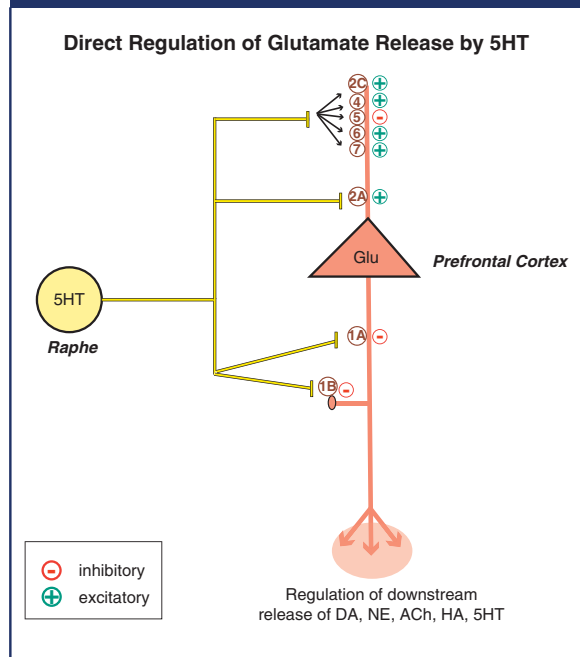 Direct Regulation of Glutamate Release by 5HT
2C +
4 +
5 -
6 +
7 +
2A +
Glu
Prefrontal Cortex
5HT
Raphe
1A -
1B -
- inhibitory
+ excitatory
Regulation of downstream
release of DA, NE, ACh, HA, 5HT